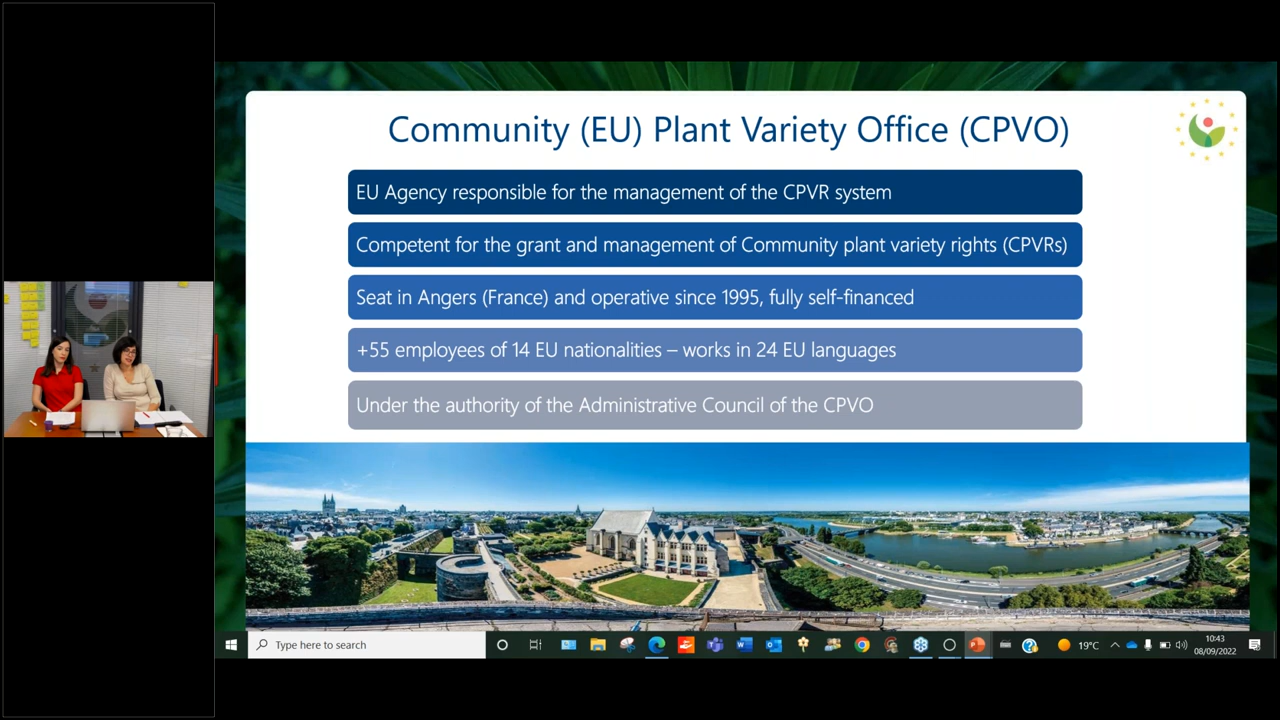 Community (EU) Plant Variety Office (CPVO)
EU Agency responsible for the management of the CPVR system
Competent for the grant and management of Community plant variety rights (CPVRs)
Seat in Angers (France) and operative since 1995, fully self-financed
+55 employees of 14 EU nationalities – works in 24 EU languages
Under the authority of the Administrative Council of the CPVO
Type here to search
19°C
10:43
08/09/2022